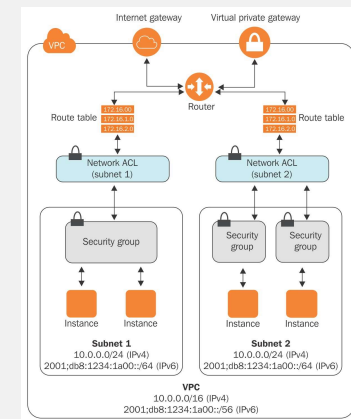 Internet gateway
Virtual private gateway
VPC
Router
Route table
172.16.00
172.16.1.0
172.16.2.0
172.16.00
172.16.1.0
172.16.2.0
Route table
Network ACL
(subnet 1)
Network ACL
(subnet 2)
Security group
Security
group
Security
group
Instance
Instance
Instance
Instance
Subnet 1
10.0.0.0/24 (IPv4)
2001;db8:1234:1a00::/64 (IPv6)
Subnet 2
10.0.0.0/24 (IPv4)
2001;db8:1234:1a00::/64 (IPv6)
VPC
10.0.0.0/16 (IPv4)
2001;db8:1234:1a00::/56 (IPv6)